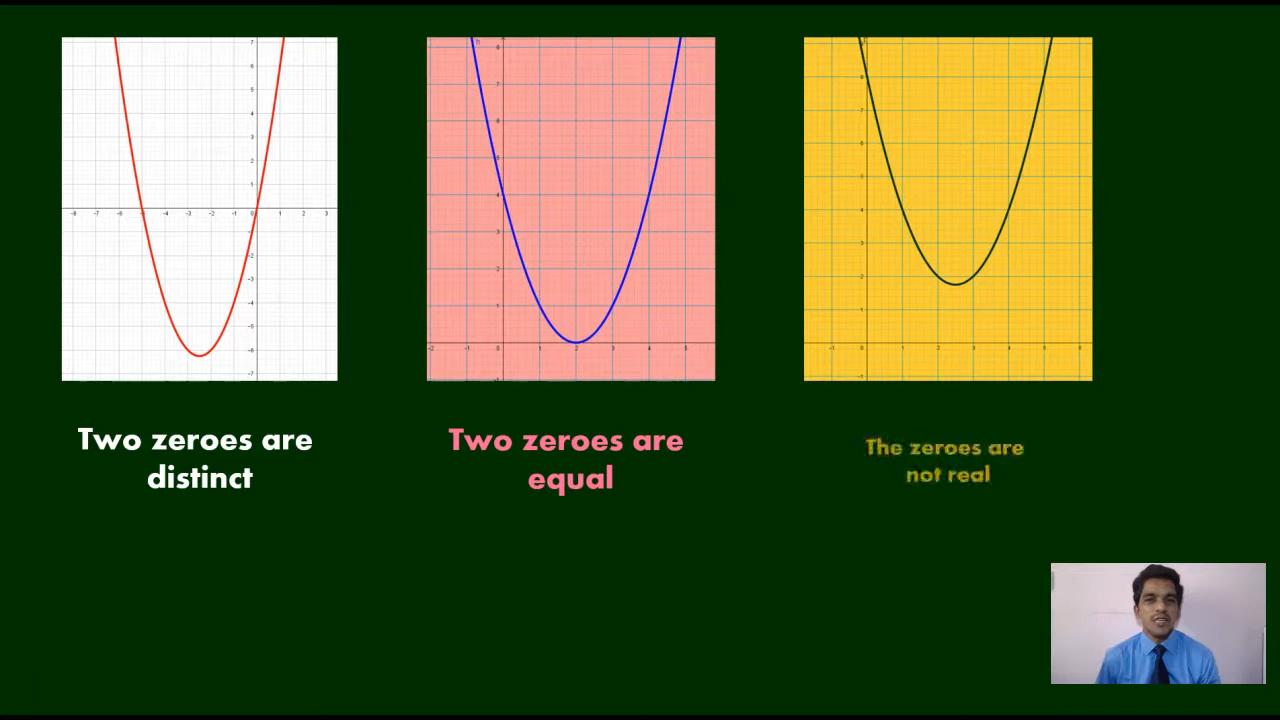 Two zeroes are
distinct
Two zeroes are
equal
The zeroes are
not real